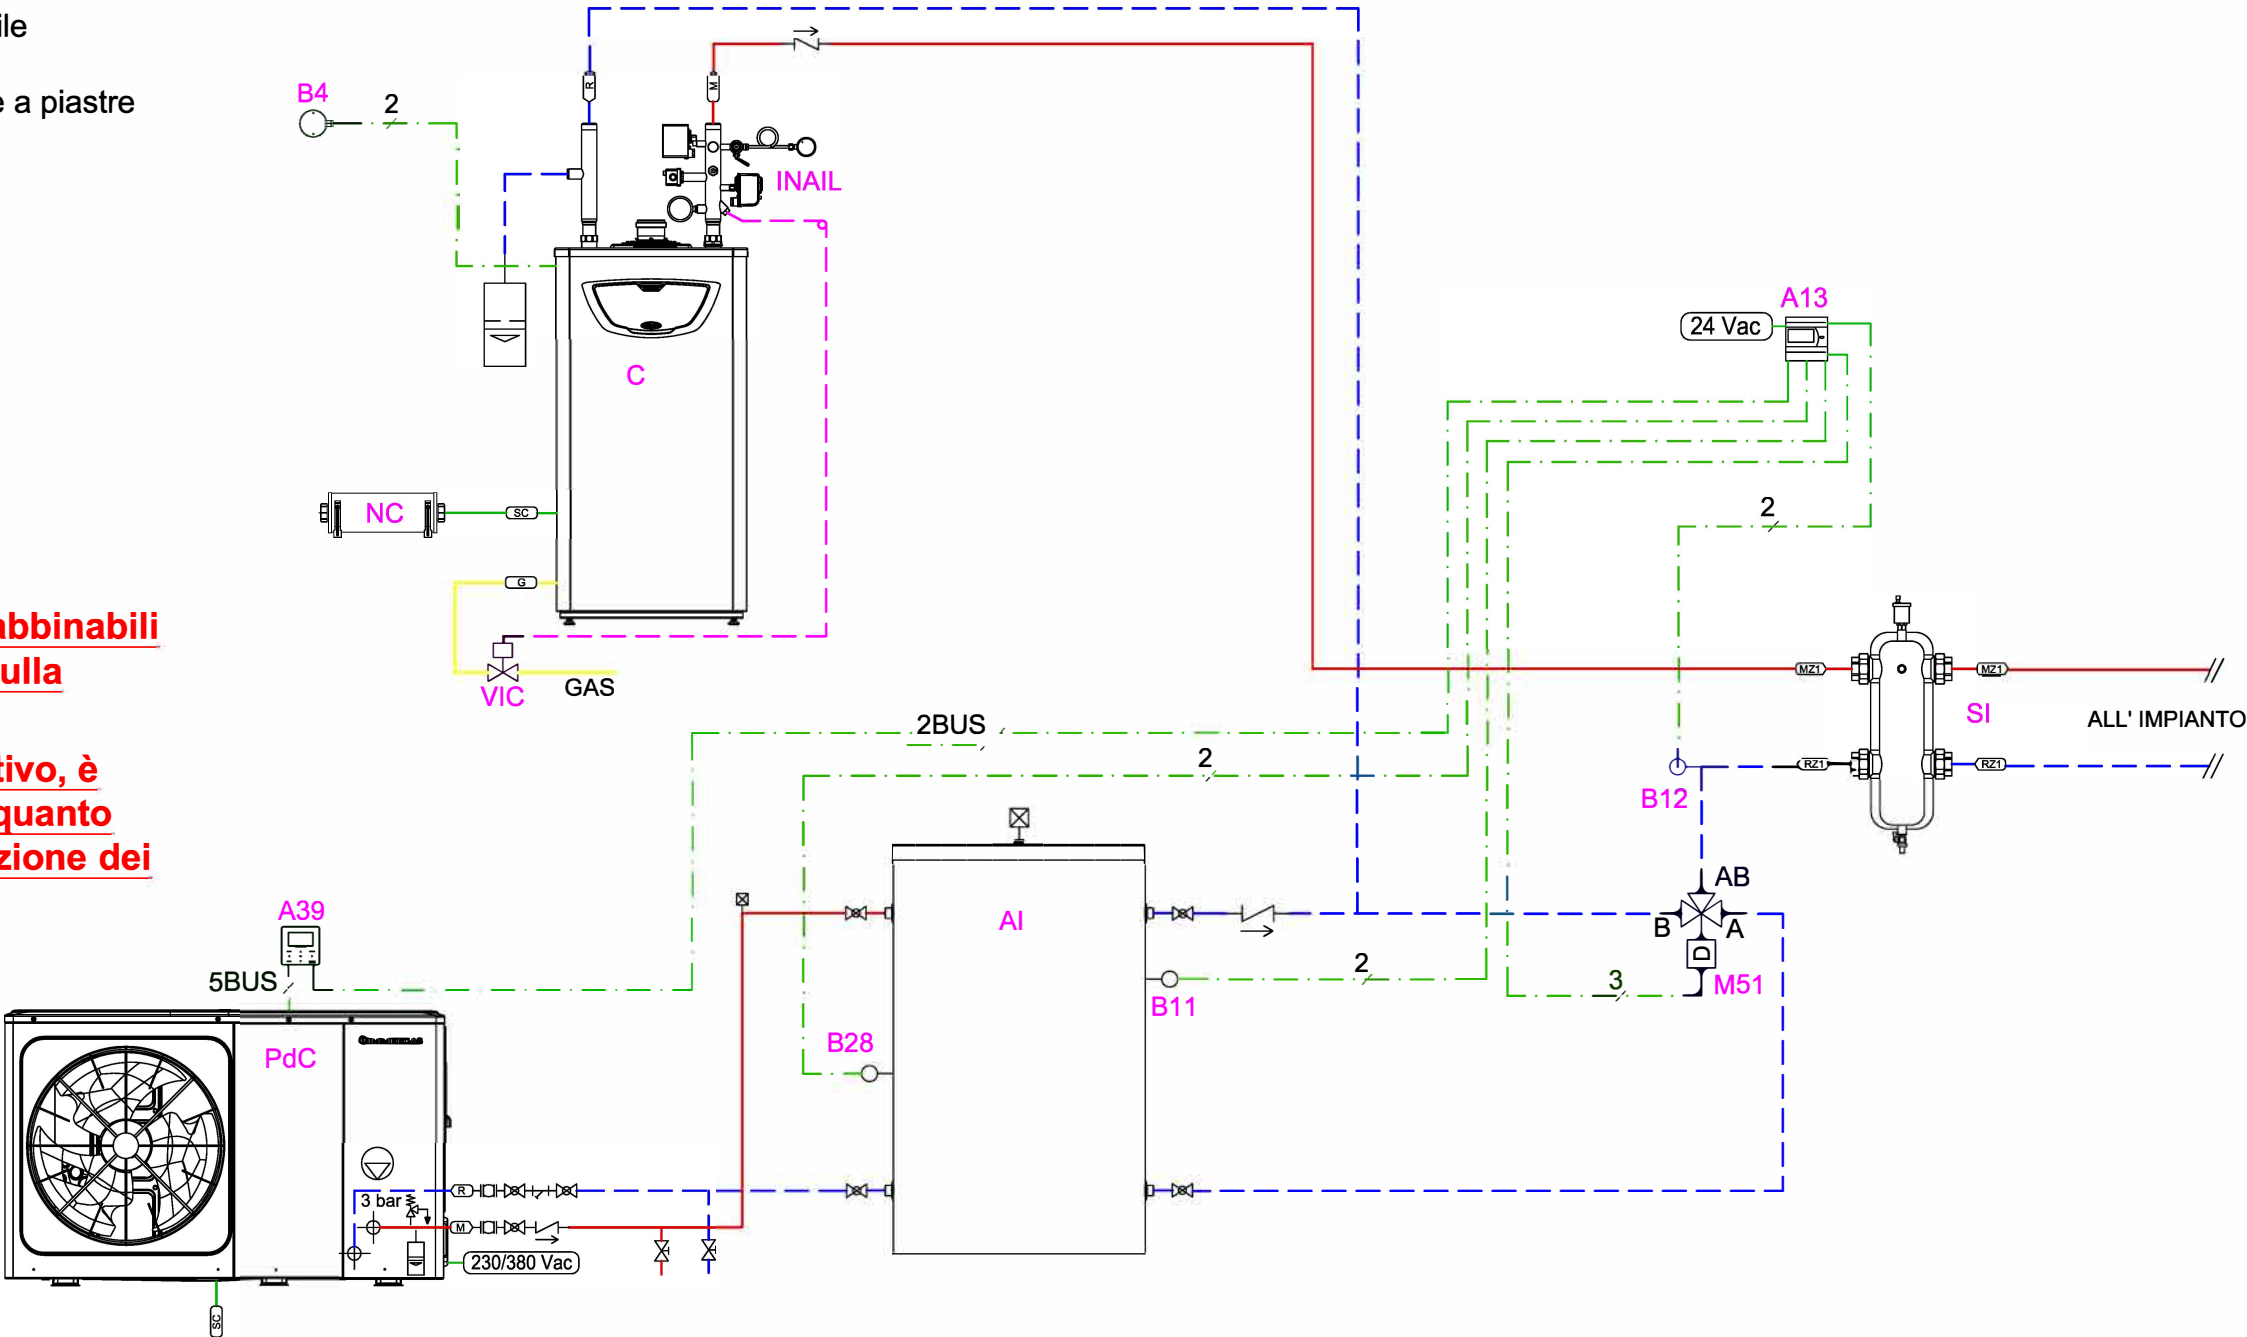 ile
e a piastre
B4
2
R
M
INAIL
C
A13
24 Vac
NC
SC
2
G
abbinabili
ulla
VIC
GAS
MZ1
MZ1
SI
ALL' IMPIANTO
2BUS
2
tivo, è
quanto
zione dei
RZ1
RZ1
B12
AB
B
A
D
M51
A39
AI
5BUS
2
3
B11
B28
PdC
R
3 bar
M
230/380 Vac
SC